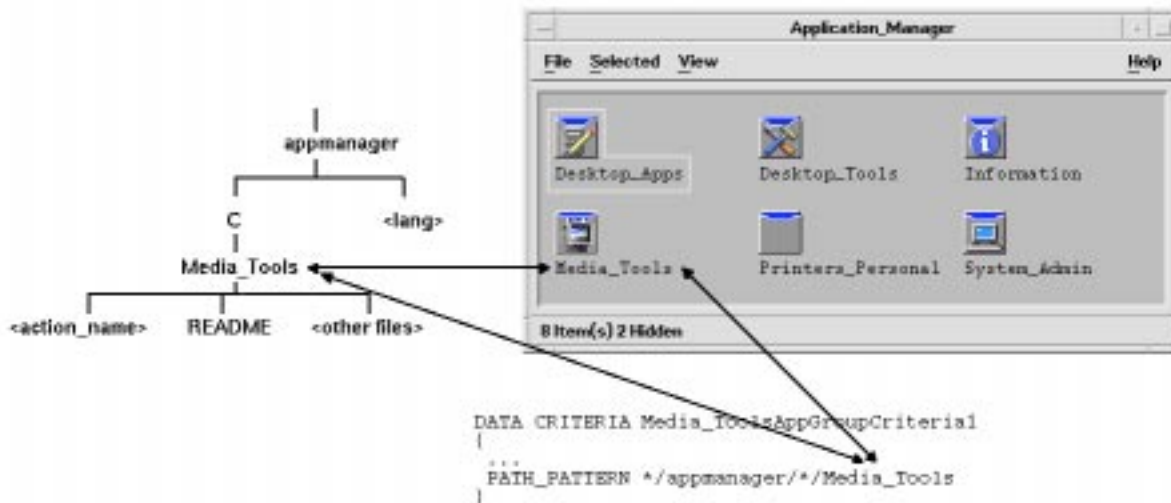 Application_Manager
File Selected View Help
Desktop_Apps Desktop_Tools Information
Media_Tools Printers_Personal System_Admin
8 Item(s) 2 Hidden
appmanager
C <lang>
Media_Tools
<action_name> README <other files>
DATA CRITERIA Media_ToolsAppGroupCriteria1
{
...
PATH_PATTERN */appmanager/*/Media_Tools
}